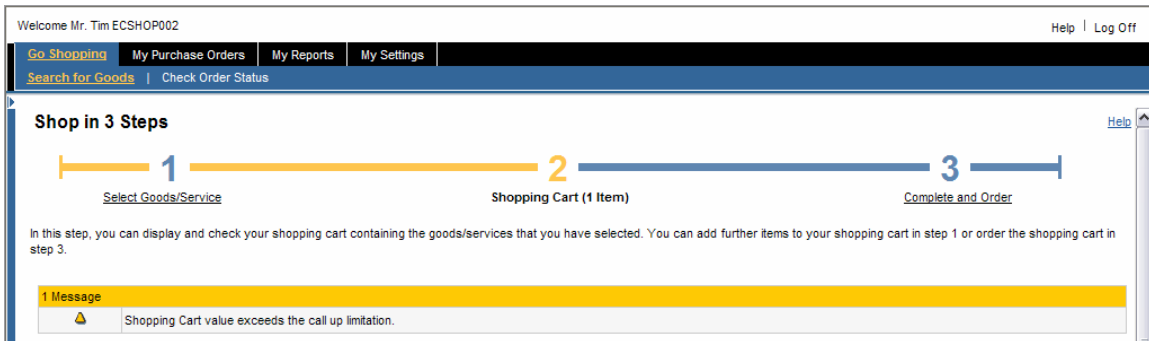 Welcome Mr. Tim ECSHOP002
Help | Log Off
Go Shopping My Purchase Orders My Reports My Settings
Search for Goods | Check Order Status
Shop in 3 Steps
Help
1 2 3
Select Goods/Service Shopping Cart (1 Item) Complete and Order
In this step, you can display and check your shopping cart containing the goods/services that you have selected. You can add further items to your shopping cart in step 1 or order the shopping cart in
step 3.
1 Message
Shopping Cart value exceeds the call up limitation.